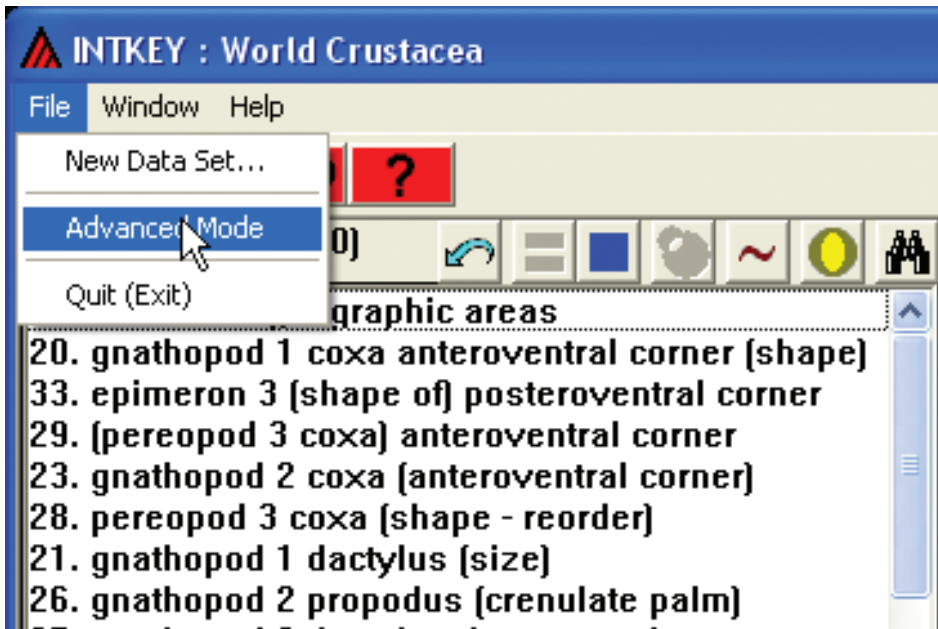 INTKEY : World Crustacea
File Window Help
New Data Set...
?
Advanced Mode
0)
Quit (Exit)
graphic areas
20. gnathopod 1 coxa anteroventral corner (shape)
33. epimeron 3 (shape of) posteroventral corner
29. (pereopod 3 coxa) anteroventral corner
23. gnathopod 2 coxa (anteroventral corner)
28. pereopod 3 coxa (shape - reorder)
21. gnathopod 1 dactylus (size)
26. gnathopod 2 propodus (crenulate palm)